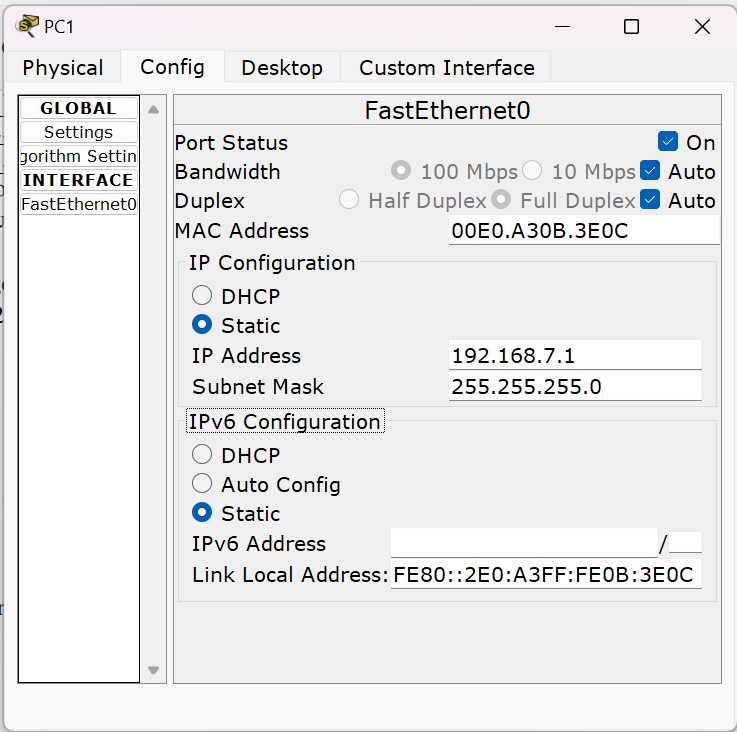 PC1
Physical Config Desktop Custom Interface
GLOBAL
Settings
gorithm Settin
INTERFACE
FastEthernet0
FastEthernet0
Port Status On
Bandwidth 100 Mbps 10 Mbps Auto
Duplex Half Duplex Full Duplex Auto
MAC Address 00E0.A30B.3E0C
IP Configuration
DHCP
Static
IP Address 192.168.7.1
Subnet Mask 255.255.255.0
IPv6 Configuration
DHCP
Auto Config
Static
IPv6 Address /
Link Local Address: FE80::2E0:A3FF:FE0B:3E0C